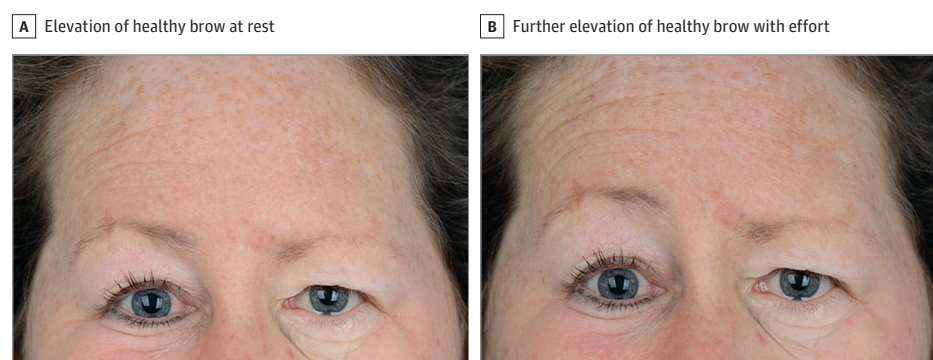 A Elevation of healthy brow at rest
B Further elevation of healthy brow with effort